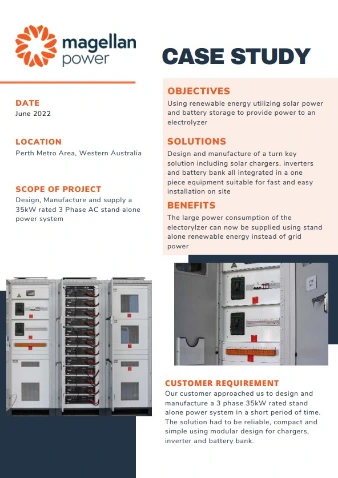 magellan
power
CASE STUDY
DATE
June 2022
LOCATION
Perth Metro Area, Western Australia
SCOPE OF PROJECT
Design, Manufacture and supply a
35kW rated 3 Phase AC stand alone
power system
OBJECTIVES
Using renewable energy utilizing solar power
and battery storage to provide power to an
electrolyzer
SOLUTIONS
Design and manufacture of a turn key
solution including solar chargers, inverters
and battery bank all integrated in a one
piece equipment suitable for fast and easy
installation on site
BENEFITS
The large power consumption of the
electorylzer can now be supplied using stand
alone renewable energy instead of grid
power
CUSTOMER REQUIREMENT
Our customer approached us to design and
manufacture a 3 phase 35kW rated stand
alone power system in a short period of time.
The solution had to be reliable, compact and
simple using modular design for chargers,
inverter and battery bank.